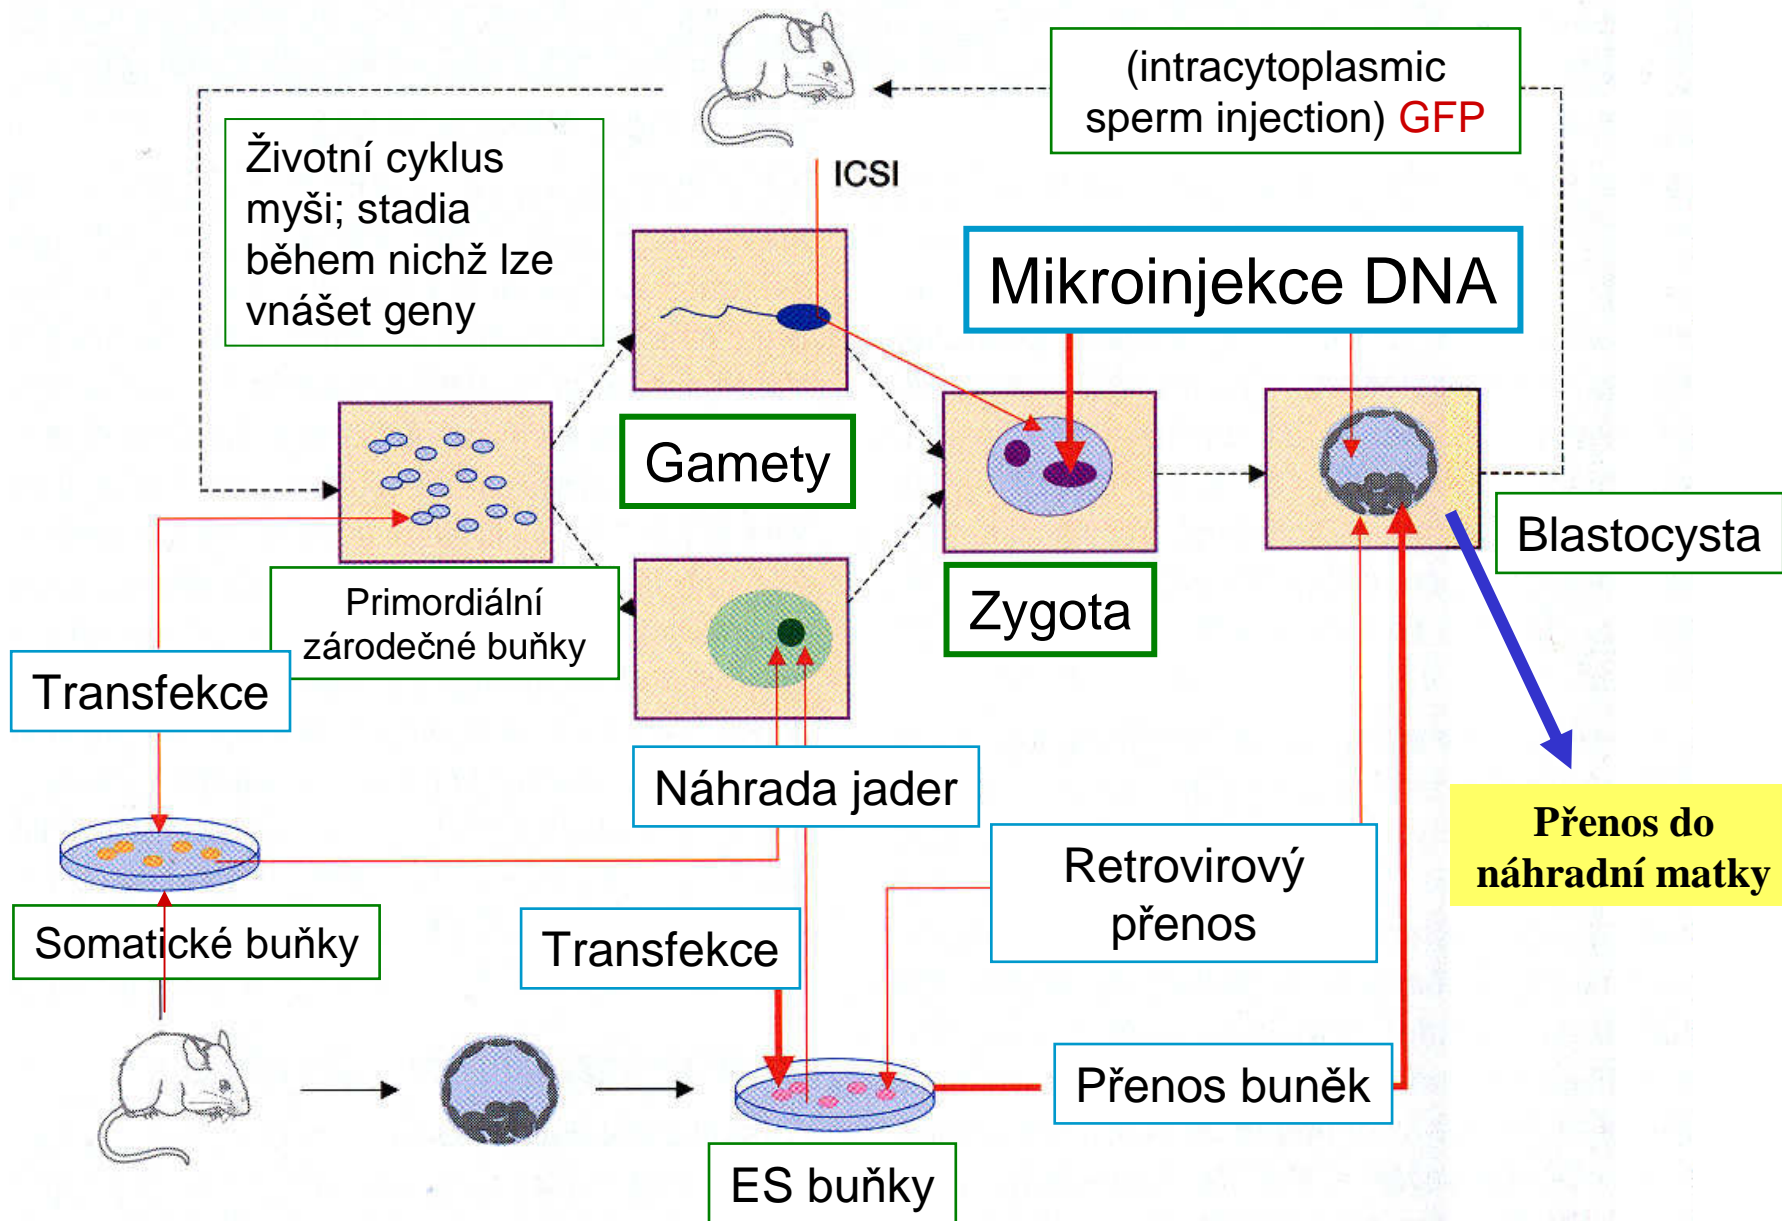 (intracytoplasmic
sperm injection) GFP
ICSI
Životní cyklus
myši; stadia
během nichž lze
vnášet geny
Mikroinjekce DNA
Gamety
Blastocysta
Primordiální
zárodečné buňky
Zygota
Transfekce
Náhrada jader
Přenos do
náhradní matky
Retrovirový
přenos
Somatické buňky
Transfekce
Přenos buněk
ES buňky